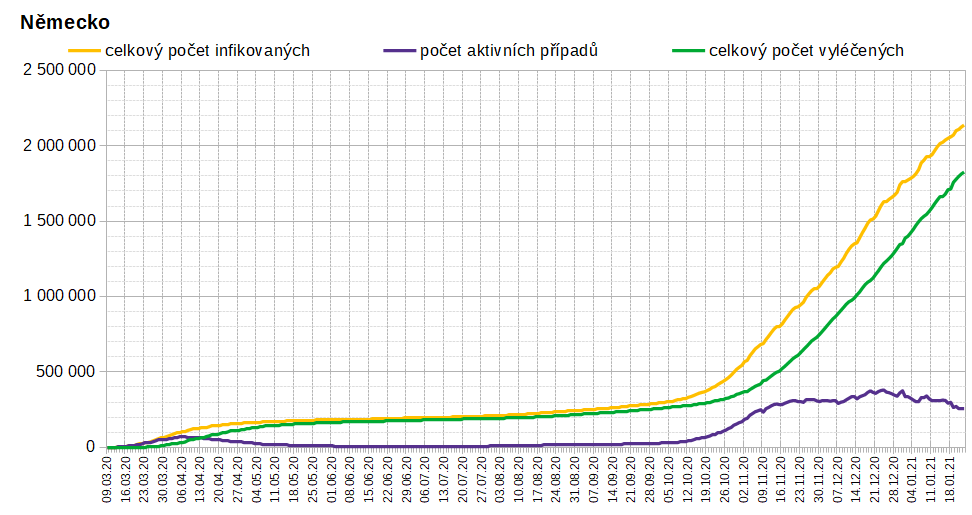 Německo
celkový počet infikovaných počet aktivních případů celkový počet vyléčených
2 500 000
2 000 000
1 500 000
1 000 000
500 000
0
09.03.20 16.03.20 23.03.20 30.03.20 06.04.20 13.04.20 20.04.20 27.04.20 04.05.20 11.05.20 18.05.20 25.05.20 01.06.20 08.06.20 15.06.20 22.06.20 29.06.20 06.07.20 13.07.20 20.07.20 27.07.20 03.08.20 10.08.20 17.08.20 24.08.20 31.08.20 07.09.20 14.09.20 21.09.20 28.09.20 05.10.20 12.10.20 19.10.20 26.10.20 02.11.20 09.11.20 16.11.20 23.11.20 30.11.20 07.12.20 14.12.20 21.12.20 28.12.20 04.01.21 11.01.21 18.01.21